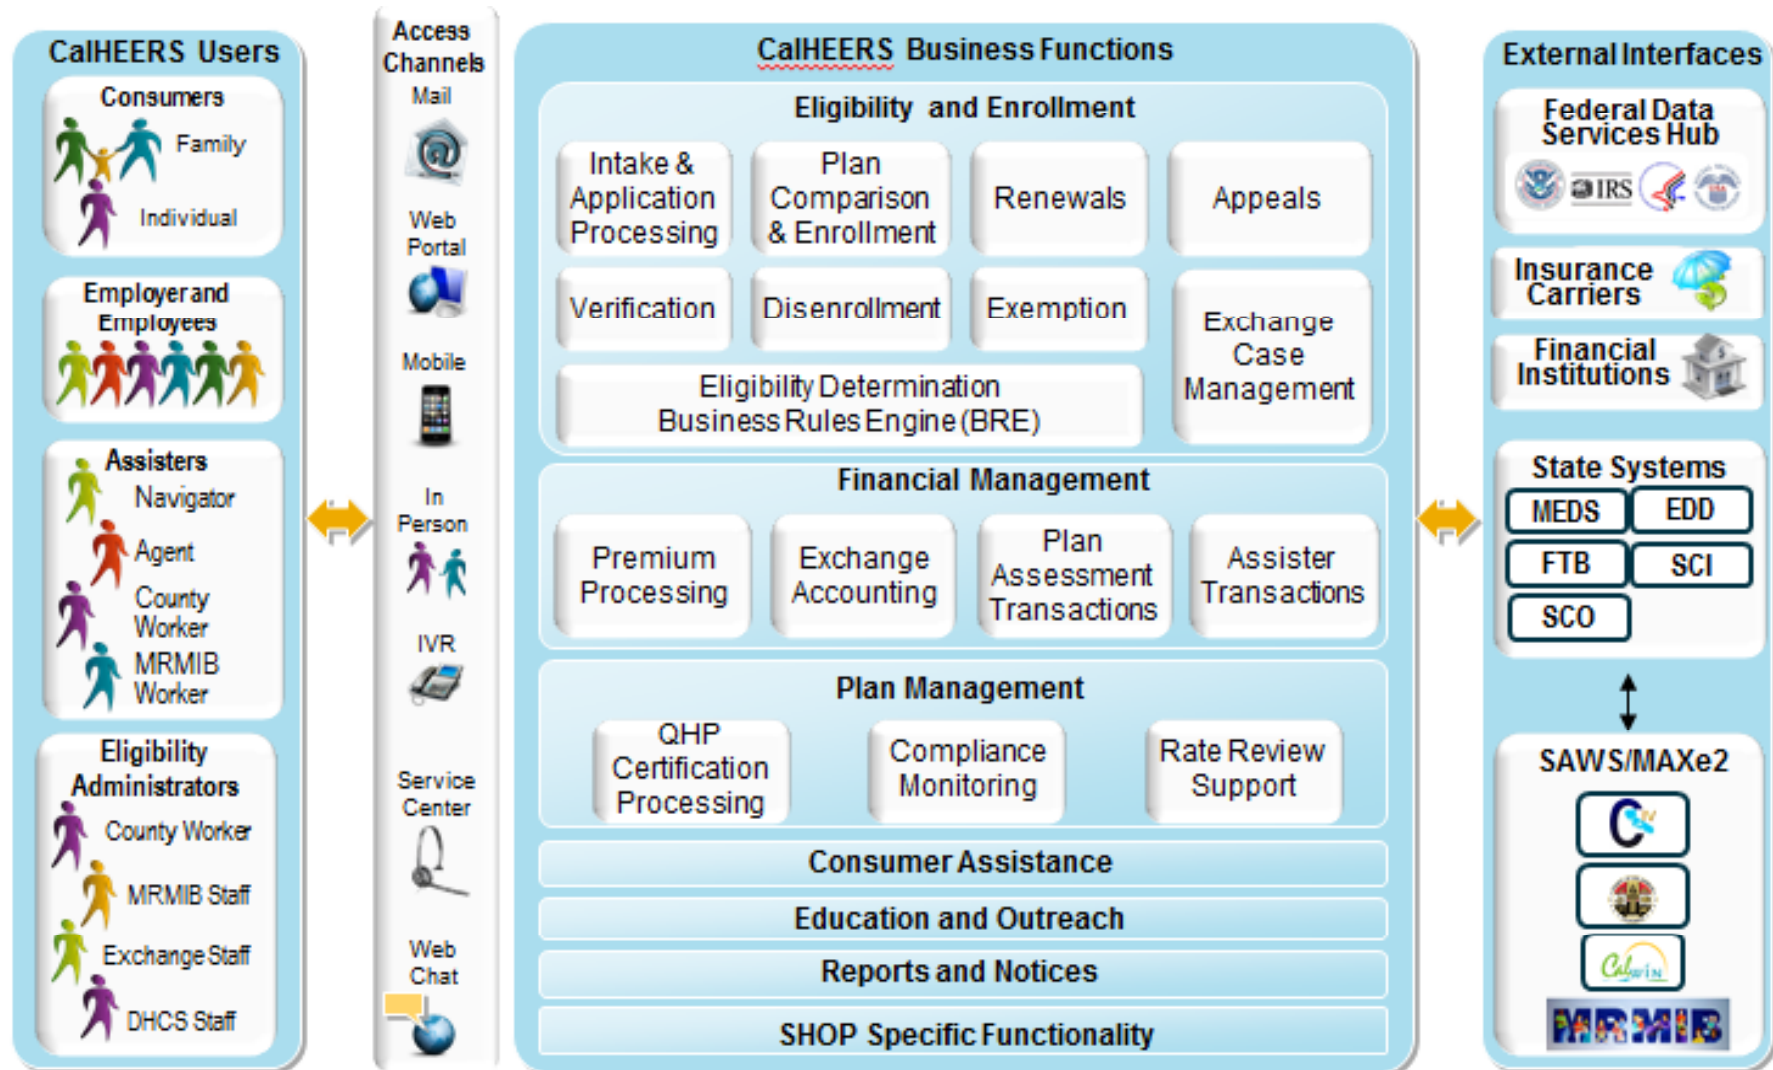 CalHEERS Users
Consumers
Family
Individual
Employer and
Employees
Assisters
Navigator
Agent
County
Worker
MRMIB
Worker
Eligibility
Administrators
County Worker
MRMIB Staff
Exchange Staff
DHCS Staff
Access
Channels
Mail
Web
Portal
Mobile
In
Person
IVR
Service
Center
Web
Chat
CalHEERS Business Functions
Eligibility and Enrollment
Intake &
Application
Processing
Plan
Comparison
& Enrollment
Renewals
Appeals
Verification
Disenrollment
Exemption
Exchange
Case
Management
Eligibility Determination
Business Rules Engine (BRE)
Financial Management
Premium
Processing
Exchange
Accounting
Plan
Assessment
Transactions
Assister
Transactions
Plan Management
QHP
Certification
Processing
Compliance
Monitoring
Rate Review
Support
Consumer Assistance
Education and Outreach
Reports and Notices
SHOP Specific Functionality
External Interfaces
Federal Data
Services Hub
IRS
Insurance
Carriers
Financial
Institutions
State Systems
MEDS
EDD
FTB
SCI
SCO
SAWS/MAXe2
C
CalWIN
MRMIB